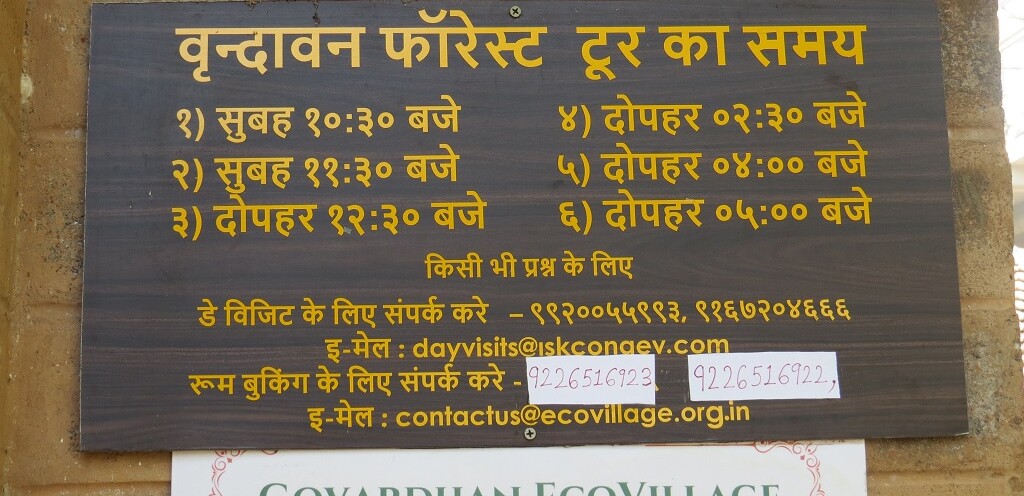 वृन्दावन फॉरेस्ट टूर का समय
१) सुबह १०:३० बजे
२) सुबह ११:३० बजे
३) दोपहर १२:३० बजे
४) दोपहर ०२:३० बजे
५) दोपहर ०४:०० बजे
६) दोपहर ०५:०० बजे
किसी भी प्रश्न के लिए
डे विजिट के लिए संपर्क करे – ९९२००५५९९३, ९१६७२०४६६६
इ-मेल : dayvisits@iskcongev.com
रूम बुकिंग के लिए संपर्क करे - 9226516923, 9226516922,
इ-मेल : contactus@ecovillage.org.in
GOVARDHAN ECOVILLAGE